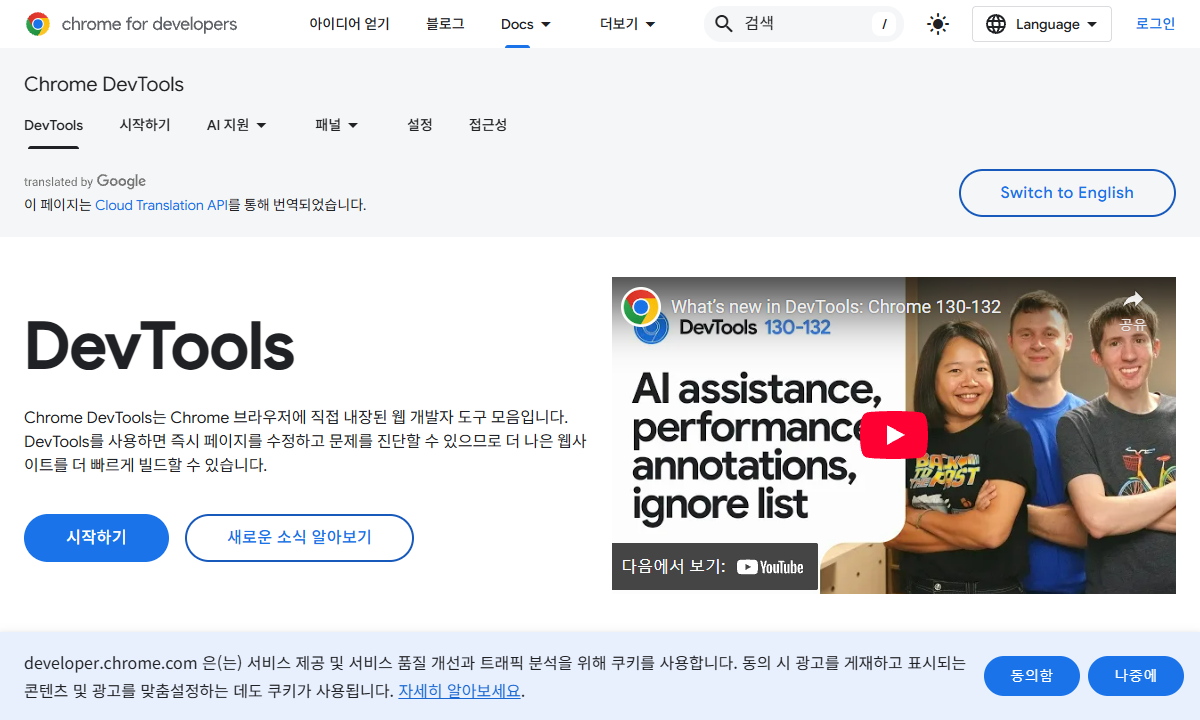 chrome for developers
아이디어 얻기
블로그
Docs
더보기
검색
/
Language
로그인
Chrome DevTools
DevTools
시작하기
AI 지원
패널
설정
접근성
translated by Google
이 페이지는 Cloud Translation API를 통해 번역되었습니다.
Switch to English
DevTools
Chrome DevTools는 Chrome 브라우저에 직접 내장된 웹 개발자 도구 모음입니다.
DevTools를 사용하면 즉시 페이지를 수정하고 문제를 진단할 수 있으므로 더 나은 웹사
이트를 더 빠르게 빌드할 수 있습니다.
시작하기
새로운 소식 알아보기
What's new in DevTools: Chrome 130-132
공유
DevTools 130-132
AI assistance,
performance
annotations,
ignore list
BACK
TO THE
PAST
다음에서 보기: YouTube
developer.chrome.com 은(는) 서비스 제공 및 서비스 품질 개선과 트래픽 분석을 위해 쿠키를 사용합니다. 동의 시 광고를 게재하고 표시되는
콘텐츠 및 광고를 맞춤설정하는 데도 쿠키가 사용됩니다. 자세히 알아보세요.
동의함
나중에